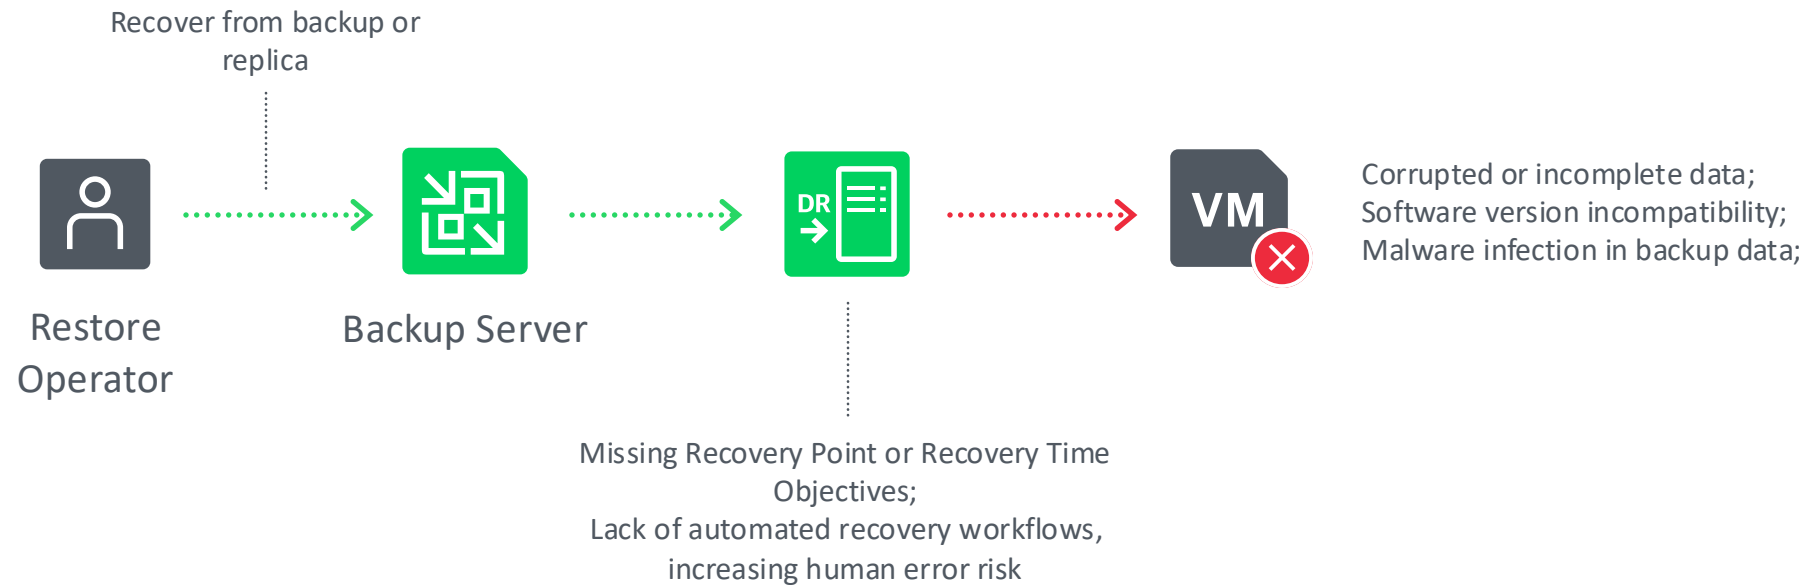 Recover from backup or
replica
Restore
Operator
Backup Server
DR
VM
Corrupted or incomplete data;
Software version incompatibility;
Malware infection in backup data;
Missing Recovery Point or Recovery Time
Objectives;
Lack of automated recovery workflows,
increasing human error risk